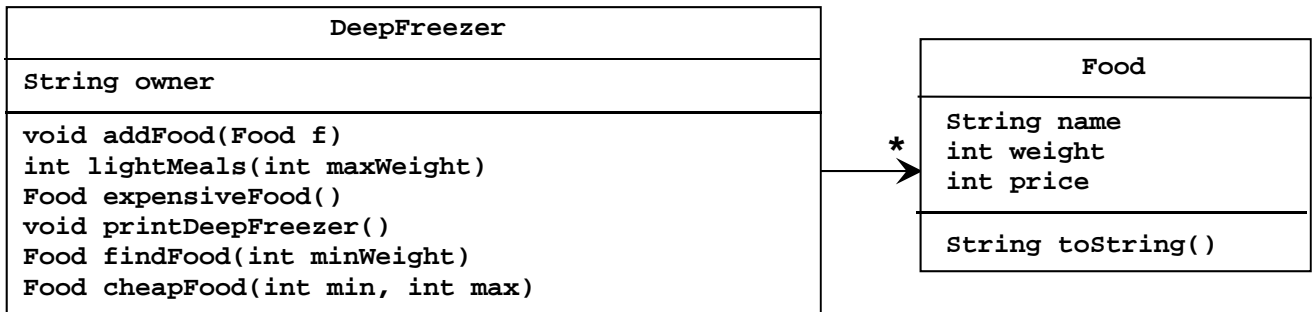 DeepFreezer
String owner
void addFood(Food f)
int lightMeals(int maxWeight)
Food expensiveFood()
void printDeepFreezer()
Food findFood(int minWeight)
Food cheapFood(int min, int max)
*
Food
String name
int weight
int price
String toString()